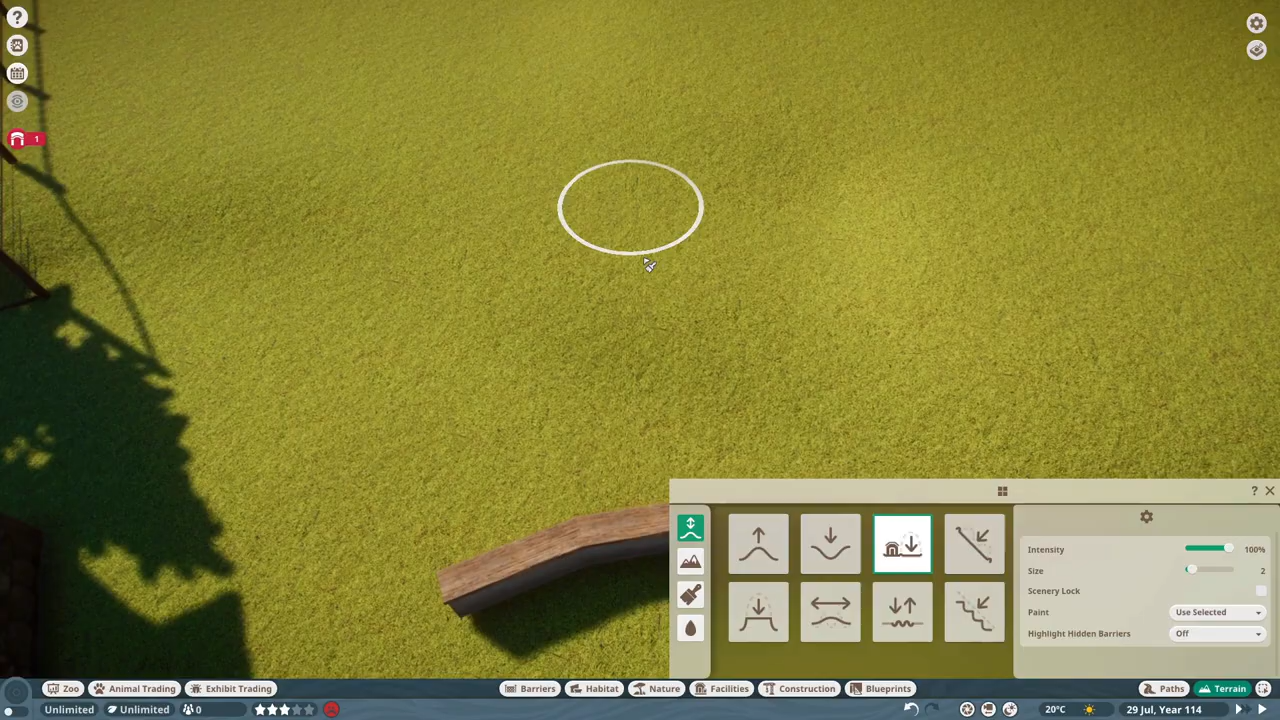 ?
1
?
Intensity 100%
Size 2
Scenery Lock
Paint Use Selected
Highlight Hidden Barriers Off
Zoo Animal Trading Exhibit Trading Barriers Habitat Nature Facilities Construction Blueprints Paths Terrain
Unlimited Unlimited 0 20°C 29 Jul, Year 114